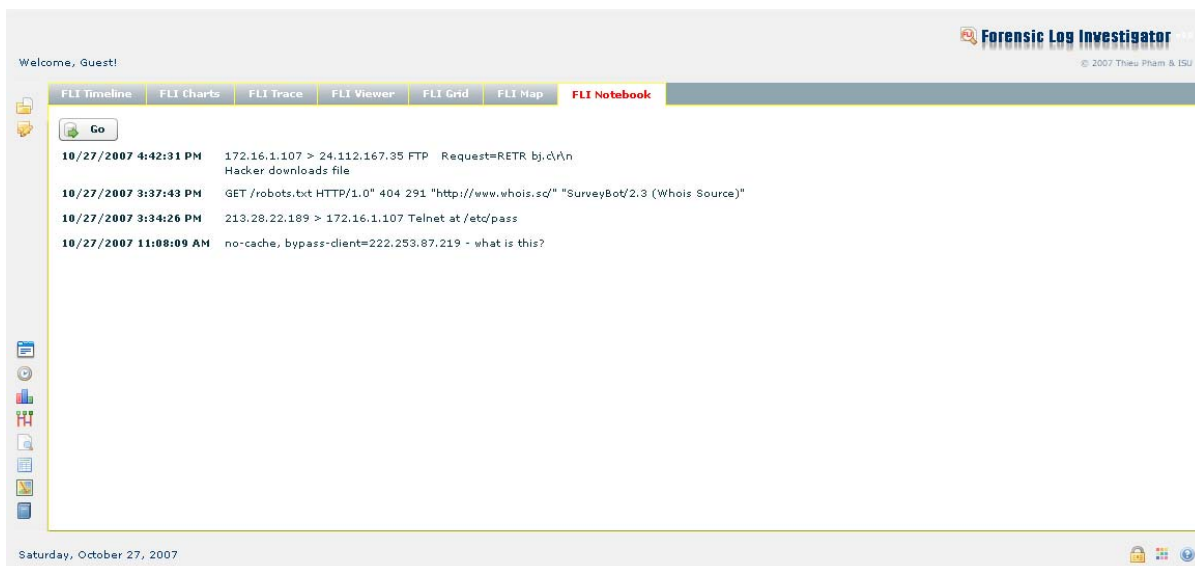 Forensic Log Investigator
Welcome, Guest!
© 2007 Thieu Pham & ISU
FLI Timeline FLI Charts FLI Trace FLI Viewer FLI Grid FLI Map FLI Notebook
Go
10/27/2007 4:42:31 PM 172.16.1.107 > 24.112.167.35 FTP Request=RETR bj.c\r\n
Hacker downloads file
10/27/2007 3:37:43 PM GET /robots.txt HTTP/1.0" 404 291 "http://www.whois.sc/" "SurveyBot/2.3 (Whois Source)"
10/27/2007 3:34:26 PM 213.28.22.189 > 172.16.1.107 Telnet at /etc/pass
10/27/2007 11:08:09 AM no-cache, bypass-client=222.253.87.219 - what is this?
Saturday, October 27, 2007